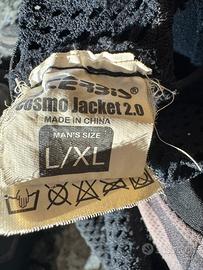 Cosmo Jacket 2.0
MADE IN CHINA
MAN'S SIZE
L/XL